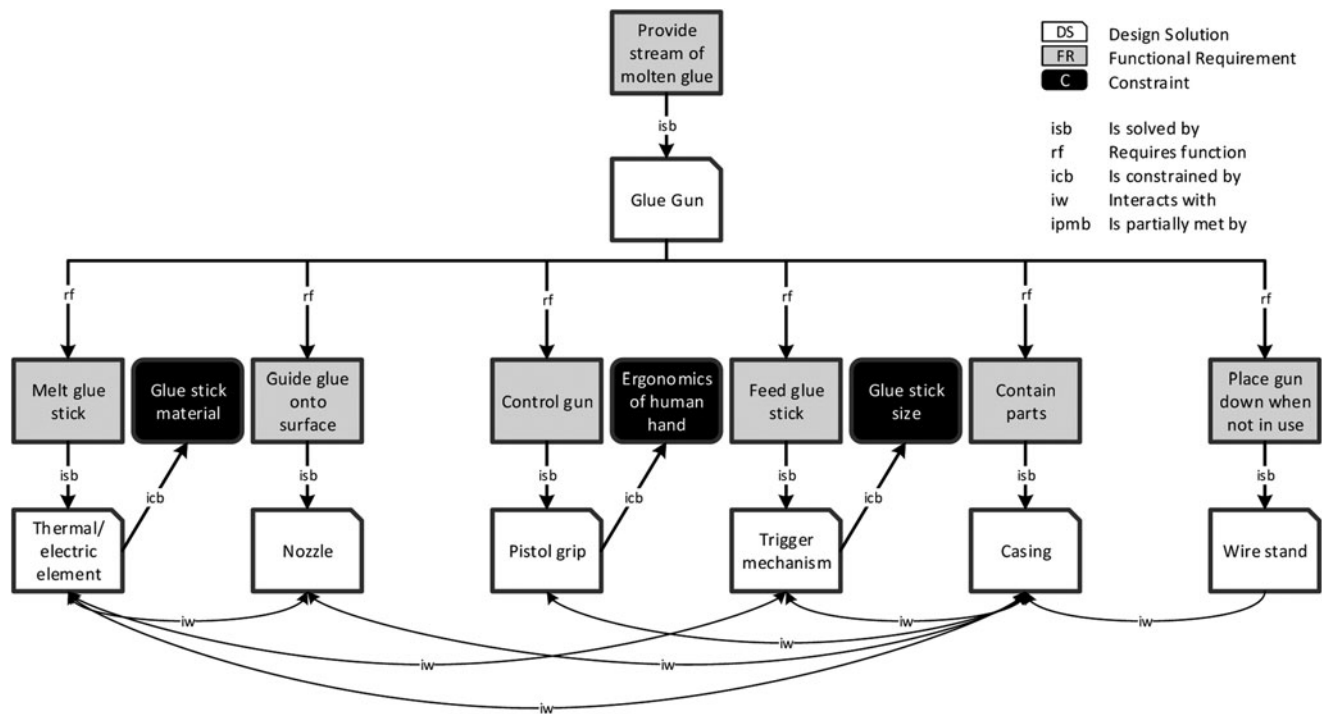 Provide
stream of
molten glue
DS Design Solution
FR Functional Requirement
C Constraint
isb Is solved by
rf Requires function
icb Is constrained by
iw Interacts with
ipmb Is partially met by
isb
Glue Gun
rf
rf
rf
rf
rf
rf
Melt glue
stick
Glue stick
material
Guide glue
onto
surface
Control gun
Ergonomics
of human
hand
Feed glue
stick
Glue stick
size
Contain
parts
Place gun
down when
not in use
isb
icb
isb
isb
icb
isb
icb
isb
isb
Thermal/
electric
element
Nozzle
Pistol grip
Trigger
mechanism
Casing
Wire stand
iw
iw
iw
iw
iw
iw
iw